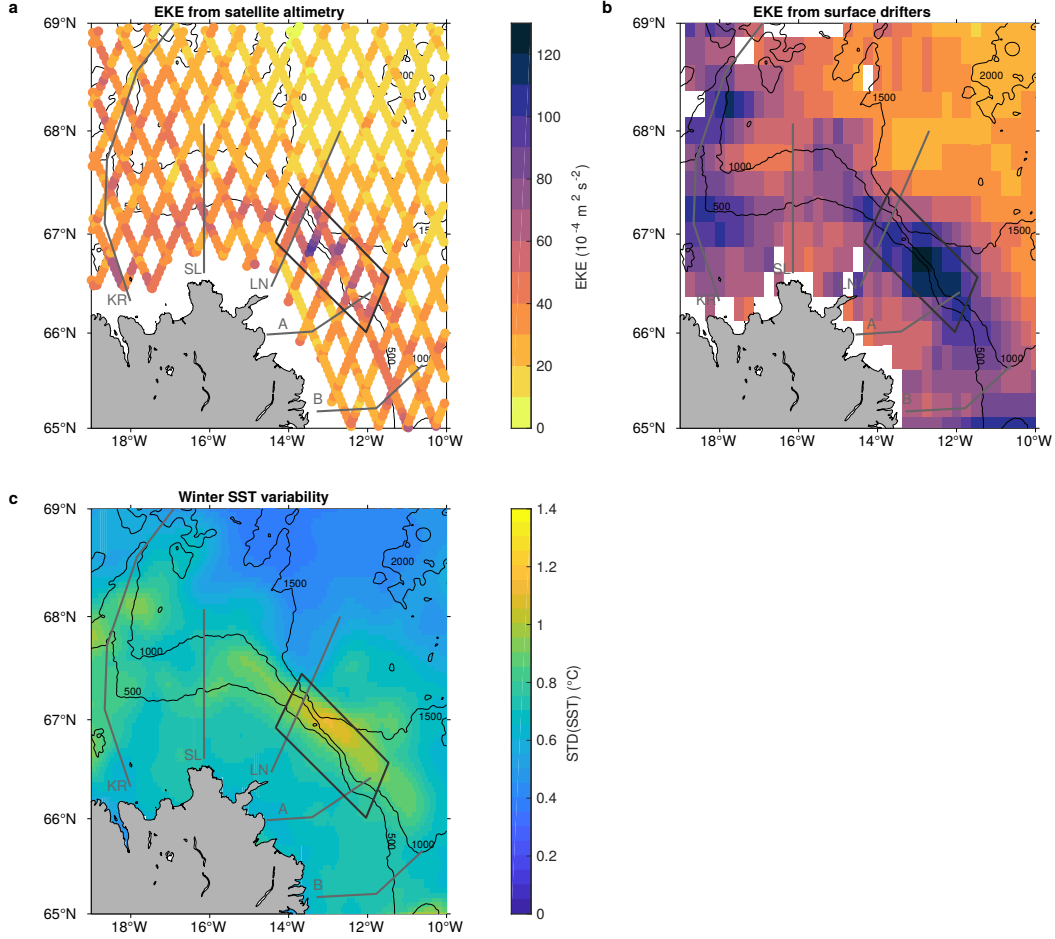 a
EKE from satellite altimetry
69°N
68°N
67°N
66°N
65°N
18°W
16°W
14°W
12°W
10°W
500
1000
500
KR
SL
LN
A
B
120
100
80
60
40
20
0
EKE (10⁻⁴ m² s⁻²)
b
EKE from surface drifters
69°N
68°N
67°N
66°N
65°N
18°W
16°W
14°W
12°W
10°W
2000
1500
1000
500
1500
500
1000
KR
SL
LN
A
B
c
Winter SST variability
69°N
68°N
67°N
66°N
65°N
18°W
16°W
14°W
12°W
10°W
2000
1500
1000
500
1500
500
1000
KR
SL
LN
A
B
1.4
1.2
1
0.8
0.6
0.4
0.2
0
STD(SST) (°C)